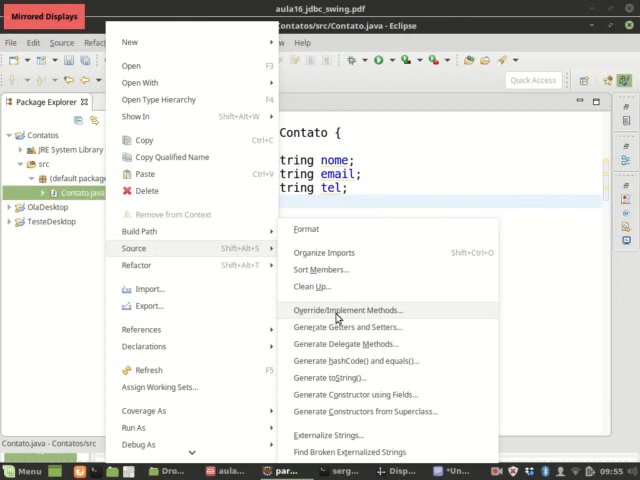 aula16_jdbc_swing.pdf
Mirrored Displays
Contatos/src/Contato.java - Eclipse
File Edit Source Refac
Help
Quick Access
Package Explorer
Contatos
JRE System Library
src
(default packag
Contato.java
OlaDesktop
TesteDesktop
Contato {
tring nome;
tring email;
tring tel;
New
Open F3
Open With
Open Type Hierarchy F4
Show In Shift+Alt+W
Copy Ctrl+C
Copy Qualified Name
Paste Ctrl+V
Delete
Remove from Context
Build Path
Source Shift+Alt+S
Refactor Shift+Alt+T
Import...
Export...
References
Declarations
Refresh F5
Assign Working Sets...
Coverage As
Run As
Debug As
Format
Organize Imports Shift+Ctrl+O
Sort Members...
Clean Up...
Override/Implement Methods...
Generate Getters and Setters...
Generate Delegate Methods...
Generate hashCode() and equals()...
Generate toString()...
Generate Constructor using Fields...
Generate Constructors from Superclass...
Externalize Strings...
Find Broken Externalized Strings
Contato.java - Contatos/src
Menu Dro... aula... par... serg... Disp... *Un... 09:55